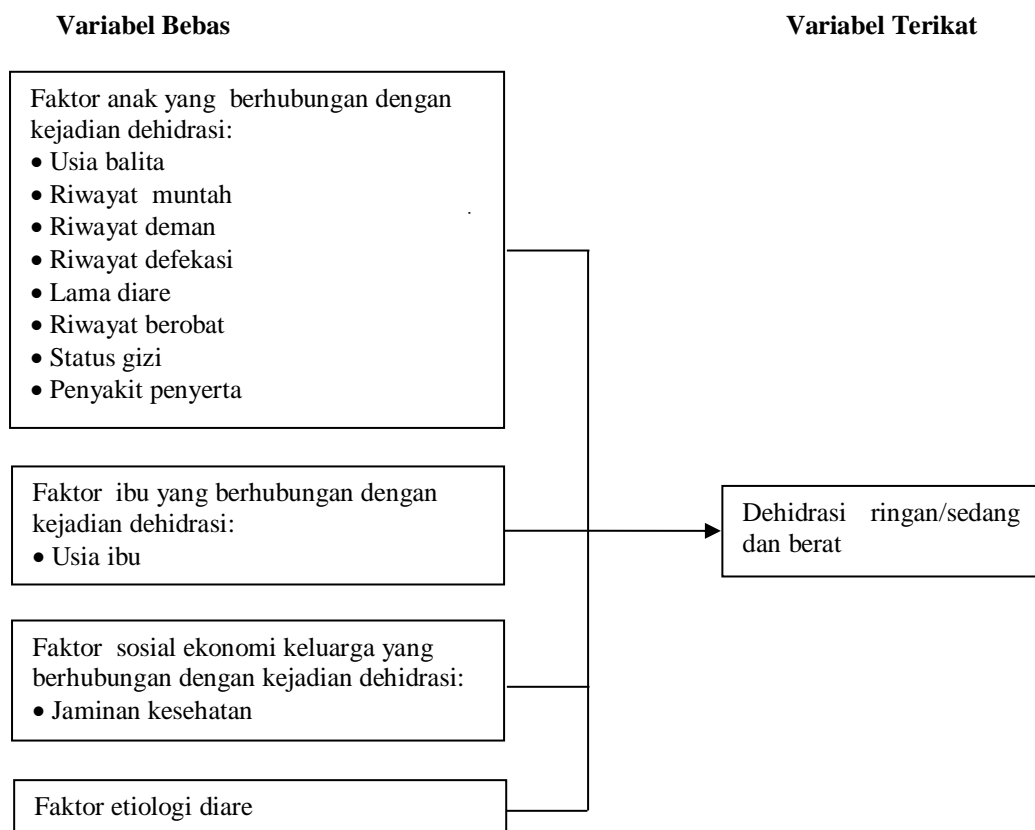 Variabel Bebas
Variabel Terikat
Faktor anak yang berhubungan dengan
kejadian dehidrasi:
• Usia balita
• Riwayat muntah
• Riwayat deman
• Riwayat defekasi
• Lama diare
• Riwayat berobat
• Status gizi
• Penyakit penyerta
Faktor ibu yang berhubungan dengan
kejadian dehidrasi:
• Usia ibu
Faktor sosial ekonomi keluarga yang
berhubungan dengan kejadian dehidrasi:
• Jaminan kesehatan
Faktor etiologi diare
Dehidrasi ringan/sedang
dan berat